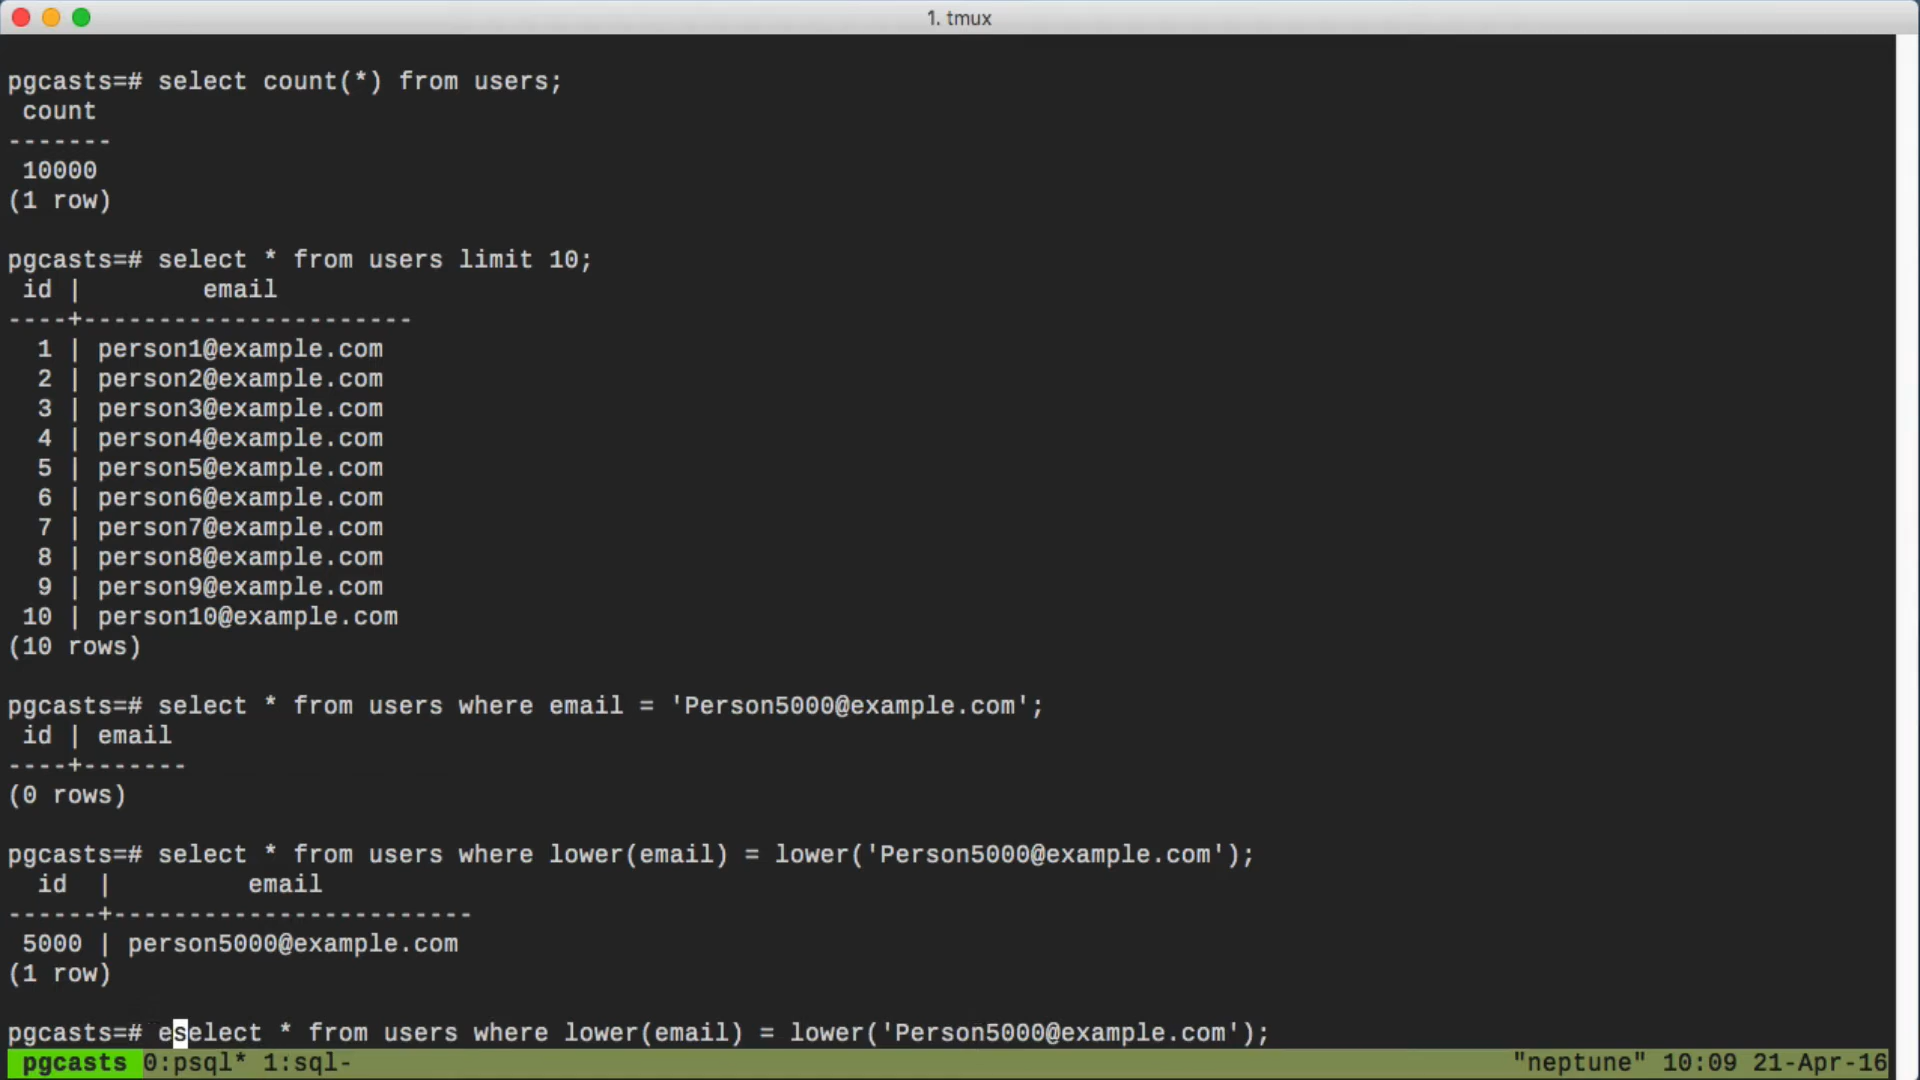 1. tmux
pgcasts=# select count(*) from users;
count
-------
10000
(1 row)
pgcasts=# select * from users limit 10;
id |        email
----+----------------------
1 | person1@example.com
2 | person2@example.com
3 | person3@example.com
4 | person4@example.com
5 | person5@example.com
6 | person6@example.com
7 | person7@example.com
8 | person8@example.com
9 | person9@example.com
10 | person10@example.com
(10 rows)
pgcasts=# select * from users where email = 'Person5000@example.com';
id | email
----+-------
(0 rows)
pgcasts=# select * from users where lower(email) = lower('Person5000@example.com');
id  |         email
------+------------------------
5000 | person5000@example.com
(1 row)
pgcasts=# eselect * from users where lower(email) = lower('Person5000@example.com');
pgcasts 0:psql* 1:sql- "neptune" 10:09 21-Apr-16